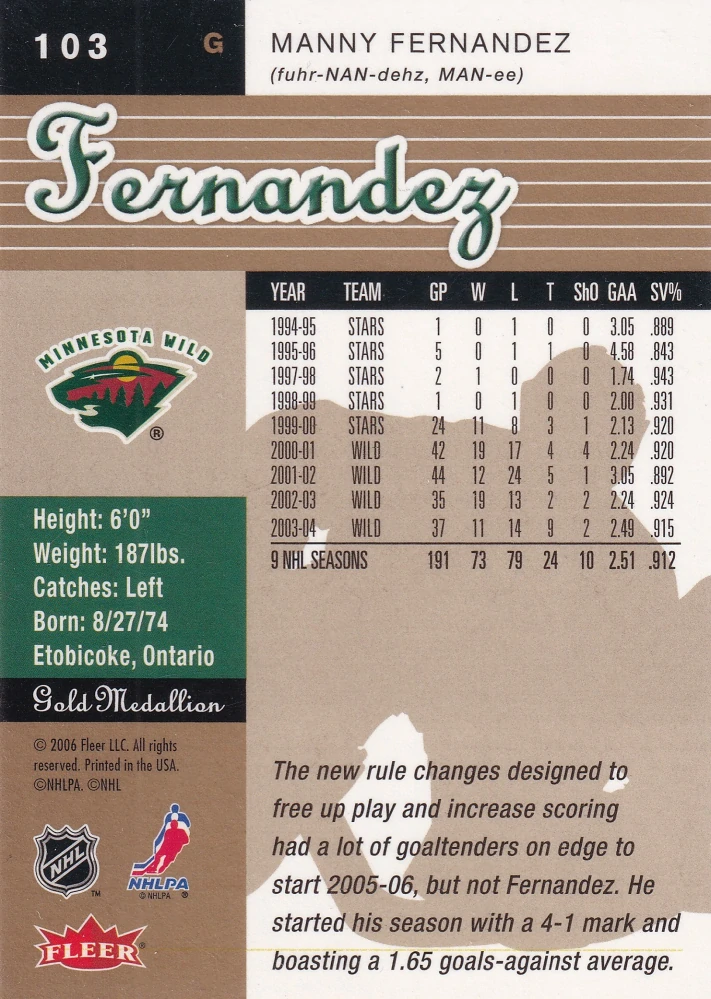 103 G MANNY FERNANDEZ
(fuhr-NAN-dehz, MAN-ee)
Fernandez
MINNESOTA WILD
®
Height: 6'0"
Weight: 187lbs.
Catches: Left
Born: 8/27/74
Etobicoke, Ontario
Gold Medallion
© 2006 Fleer LLC. All rights
reserved. Printed in the USA.
©NHLPA. ©NHL
NHL
™
NHLPA
© NHLPA. ®
FLEER®
YEAR TEAM GP W L T ShO GAA SV%
1994-95 STARS 1 0 1 0 0 3.05 .889
1995-96 STARS 5 0 1 1 0 4.58 .843
1997-98 STARS 2 1 0 0 0 1.74 .943
1998-99 STARS 1 0 1 0 0 2.00 .931
1999-00 STARS 24 11 8 3 1 2.13 .920
2000-01 WILD 42 19 17 4 4 2.24 .920
2001-02 WILD 44 12 24 5 1 3.05 .892
2002-03 WILD 35 19 13 2 2 2.24 .924
2003-04 WILD 37 11 14 9 2 2.49 .915
9 NHL SEASONS 191 73 79 24 10 2.51 .912
The new rule changes designed to
free up play and increase scoring
had a lot of goaltenders on edge to
start 2005-06, but not Fernandez. He
started his season with a 4-1 mark and
boasting a 1.65 goals-against average.